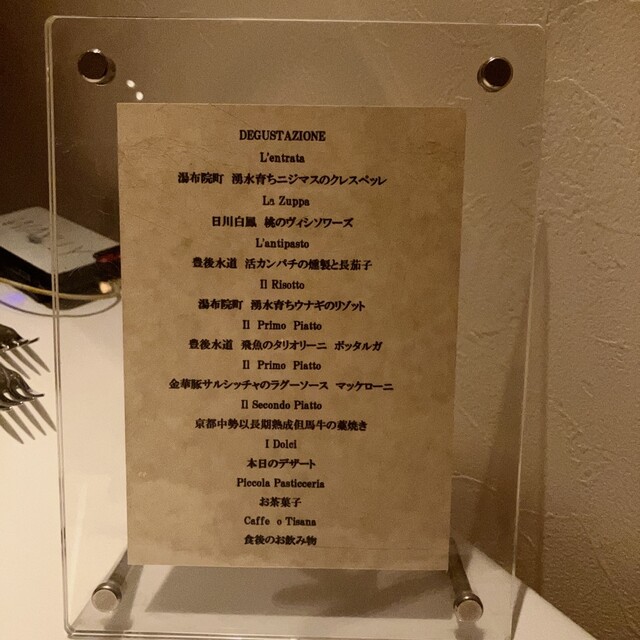 DEGUSTAZIONE
L'entrata
湯布院町 湧水育ちニジマスのクレスペッレ
La Zuppa
日川白鳳 桃のヴィシソワーズ
L'antipasto
豊後水道 活カンパチの燻製と長茄子
Il Risotto
湯布院町 湧水育ちウナギのリゾット
Il Primo Piatto
豊後水道 飛魚のタリオリーニ ボッタルガ
Il Primo Piatto
金華豚サルシッチャのラグーソース マッケローニ
Il Secondo Piatto
京都中勢以長期熟成但馬牛の藁焼き
I Dolci
本日のデザート
Piccola Pasticceria
お茶菓子
Caffe o Tisana
食後のお飲み物